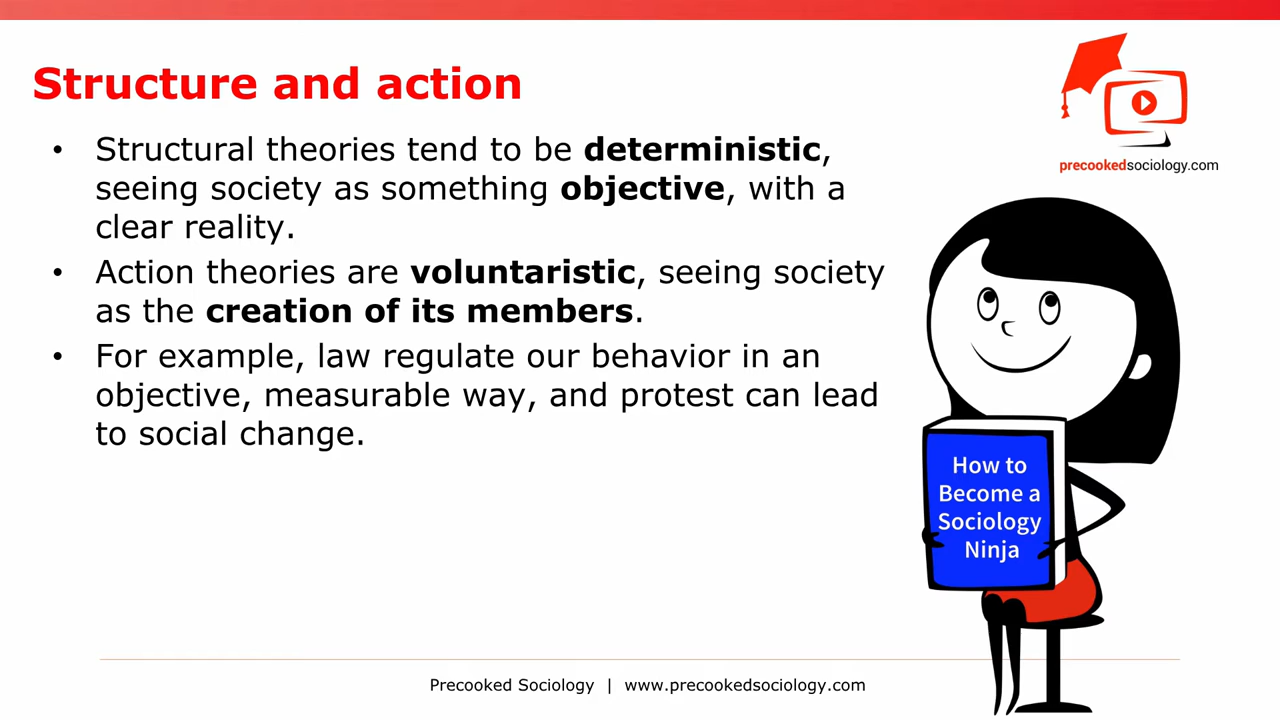 Structure and action
precookedsociology.com
• Structural theories tend to be deterministic,
seeing society as something objective, with a
clear reality.
• Action theories are voluntaristic, seeing society
as the creation of its members.
• For example, law regulate our behavior in an
objective, measurable way, and protest can lead
to social change.
How to
Become a
Sociology
Ninja
Precooked Sociology | www.precookedsociology.com